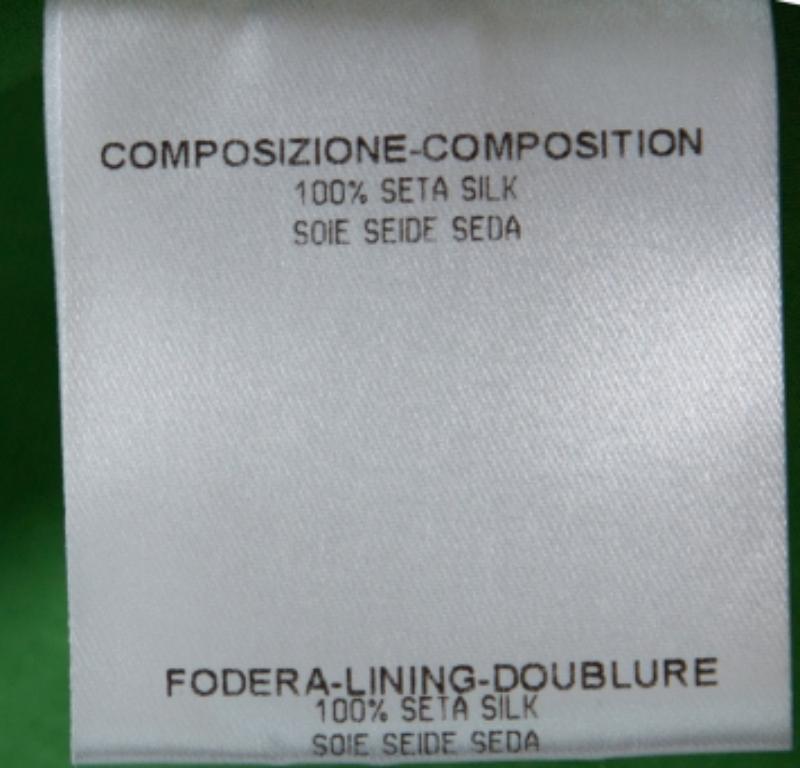 COMPOSIZIONE-COMPOSITION
100% SETA SILK
SOIE SEIDE SEDA
FODERA-LINING-DOUBLURE
100% SETA SILK
SOIE SEIDE SEDA